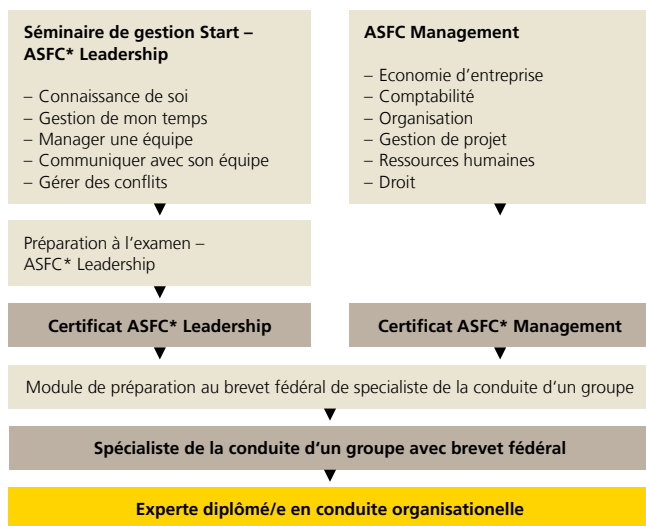 Séminaire de gestion Start –
ASFC* Leadership
– Connaissance de soi
– Gestion de mon temps
– Manager une équipe
– Communiquer avec son équipe
– Gérer des conflits
ASFC Management
– Economie d'entreprise
– Comptabilité
– Organisation
– Gestion de projet
– Ressources humaines
– Droit
Préparation à l'examen –
ASFC* Leadership
Certificat ASFC* Leadership
Certificat ASFC* Management
Module de préparation au brevet fédéral de specialiste de la conduite d'un groupe
Spécialiste de la conduite d'un groupe avec brevet fédéral
Experte diplômé/e en conduite organisationelle